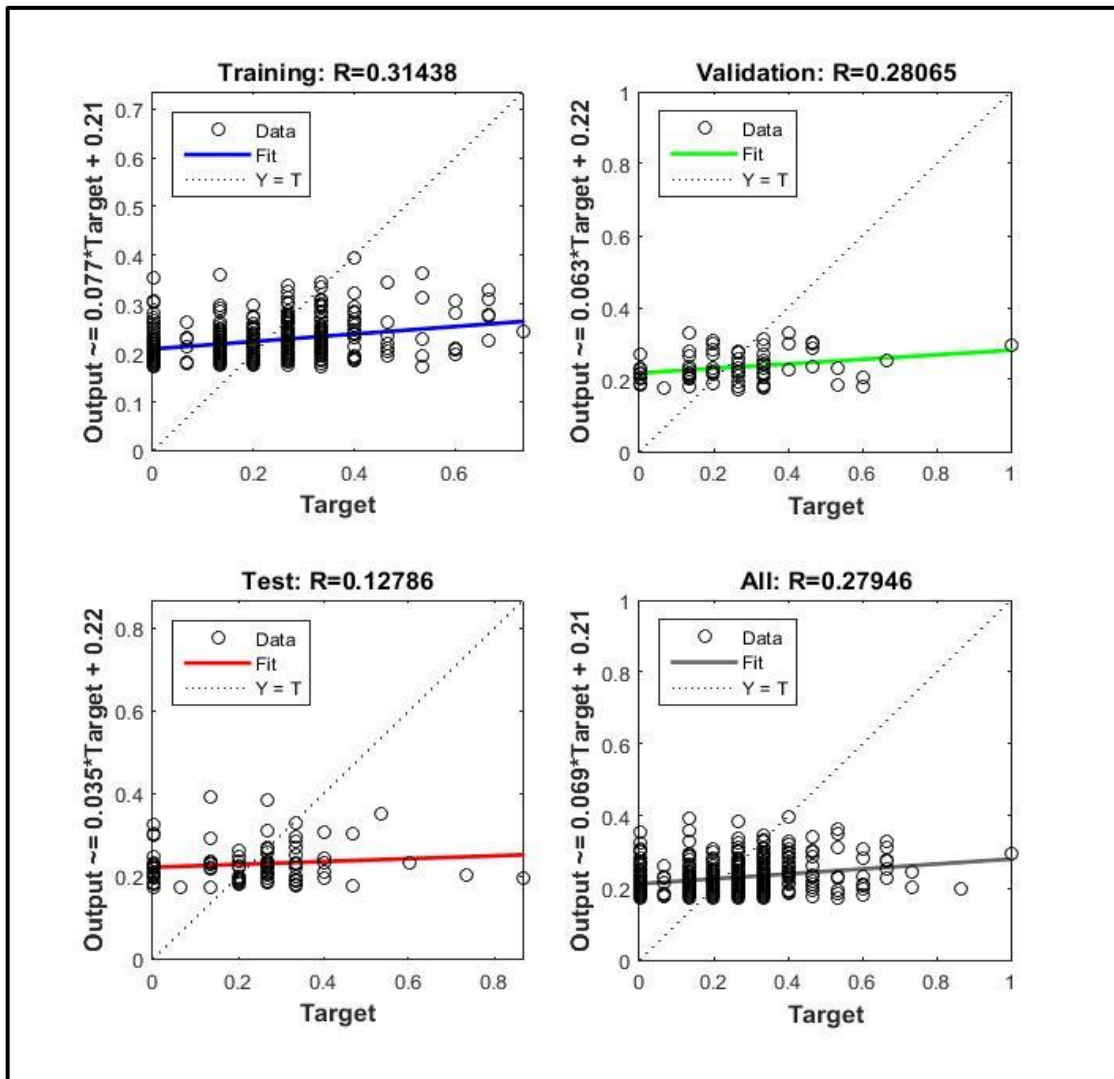 Training: R=0.31438
Output ~= 0.077*Target + 0.21
0.7
0.6
0.5
0.4
0.3
0.2
0.1
0
Data
Fit
Y = T
0
0.2
0.4
0.6
Target
Validation: R=0.28065
Output ~= 0.063*Target + 0.22
1
0.8
0.6
0.4
0.2
0
Data
Fit
Y = T
0
0.2
0.4
0.6
0.8
1
Target
Test: R=0.12786
Output ~= 0.035*Target + 0.22
0.8
0.6
0.4
0.2
0
Data
Fit
Y = T
0
0.2
0.4
0.6
0.8
Target
All: R=0.27946
Output ~= 0.069*Target + 0.21
1
0.8
0.6
0.4
0.2
0
Data
Fit
Y = T
0
0.2
0.4
0.6
0.8
1
Target